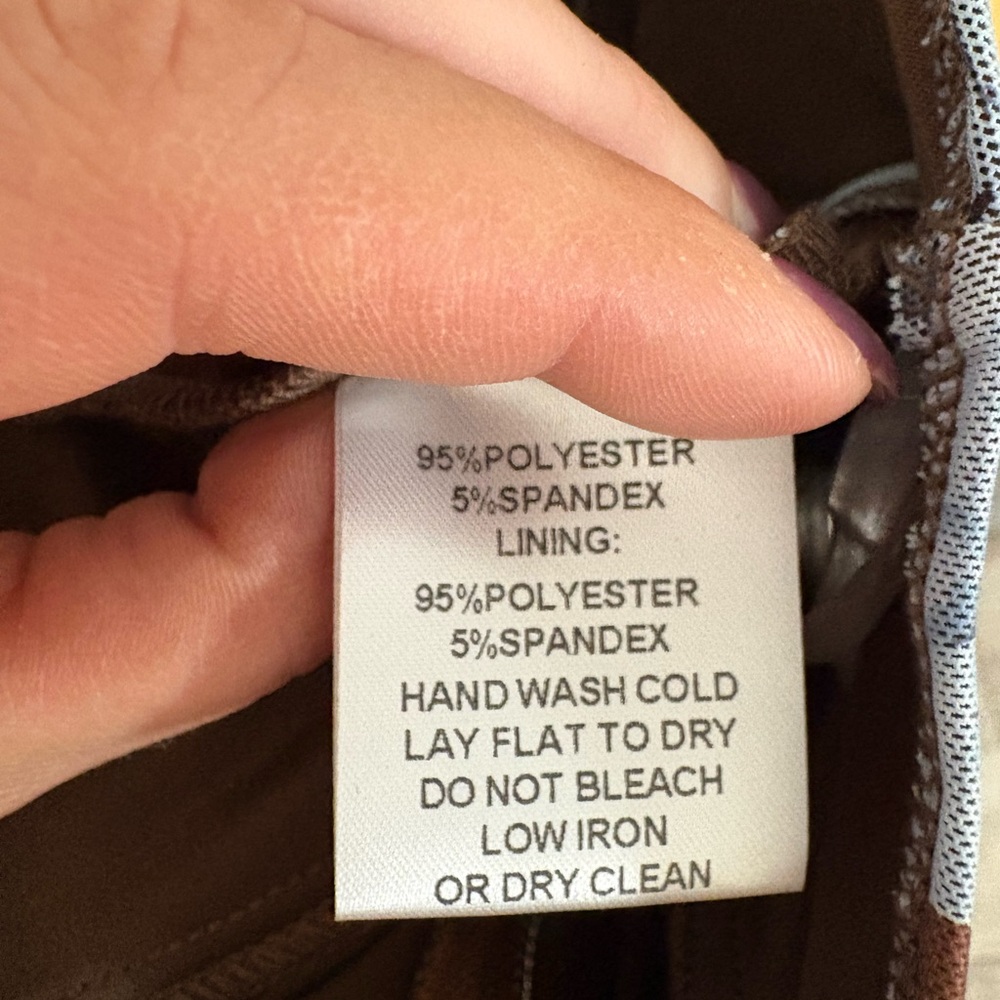 95%POLYESTER
5%SPANDEX
LINING:
95%POLYESTER
5%SPANDEX
HAND WASH COLD
LAY FLAT TO DRY
DO NOT BLEACH
LOW IRON
OR DRY CLEAN